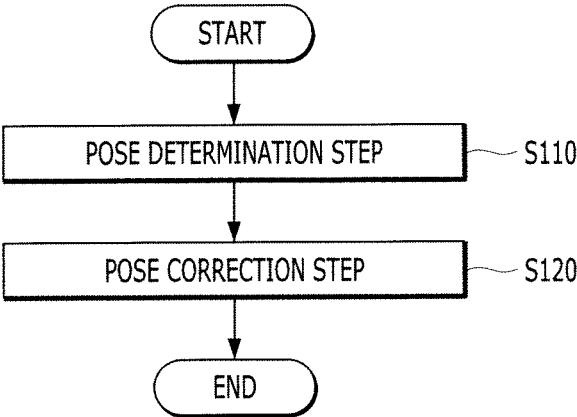 START
POSE DETERMINATION STEP
S110
POSE CORRECTION STEP
S120
END